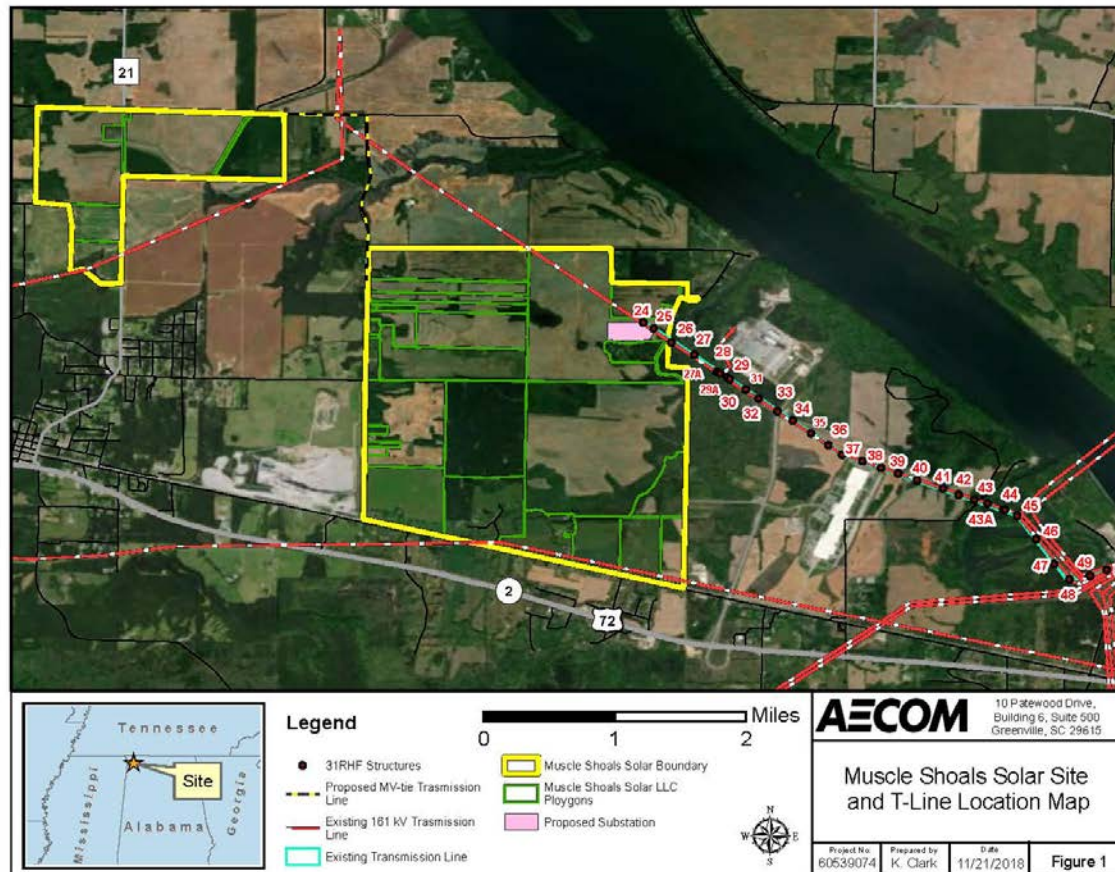 21
24
25
26
27
28
27A
29
29A
31
30
33
32
34
35
36
37
38
39
40
41
42
43
44
43A
45
46
47
49
48
2
72
Tennessee
Site
Mississippi
Alabama
Georgia
Legend
Miles
0
1
2
31RHF Structures
Proposed MV-tie Trasmission
Line
Existing 161 kV Trasmission
Line
Existing Transmission Line
Muscle Shoals Solar Boundary
Muscle Shoals Solar LLC
Ploygons
Proposed Substation
N
W
E
S
AECOM
10 Patewood Drive,
Building 6, Suite 500
Greenville, SC 29615
Muscle Shoals Solar Site
and T-Line Location Map
Project No.
60539074
Prepared by
K. Clark
Date
11/21/2018
Figure 1